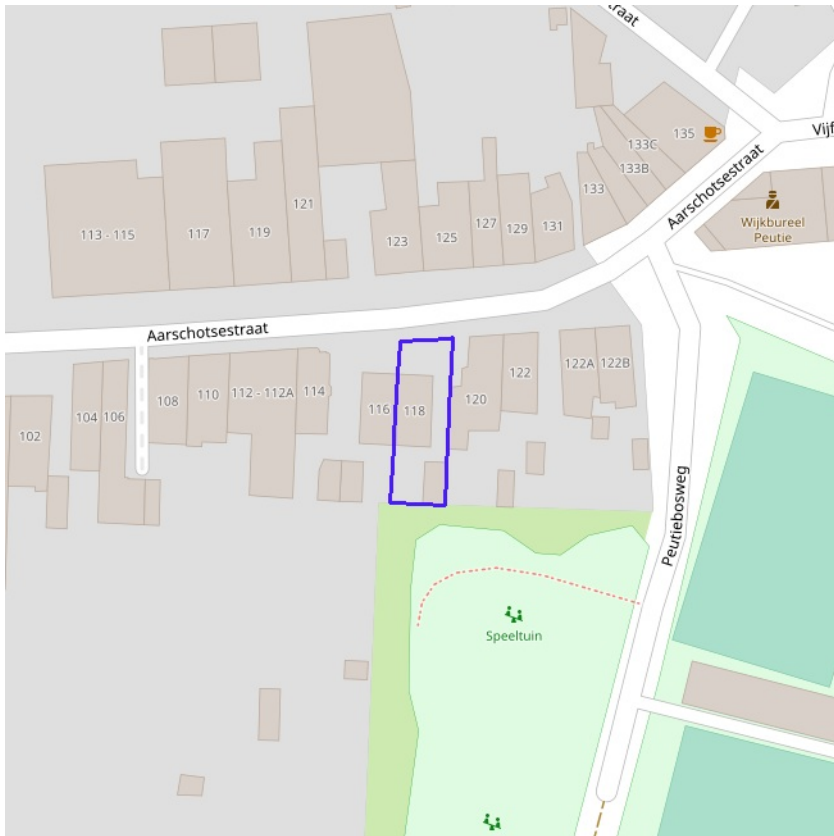 straat
133C
135
Vijf
133B
Aarschotsestraat
133
121
Wijkbureel
Peutie
113 - 115
117
119
123
125
127
129
131
Aarschotsestraat
122A
122B
108
110
112 - 112A
114
122
104
106
116
118
120
102
Peutiebosweg
Speeltuin